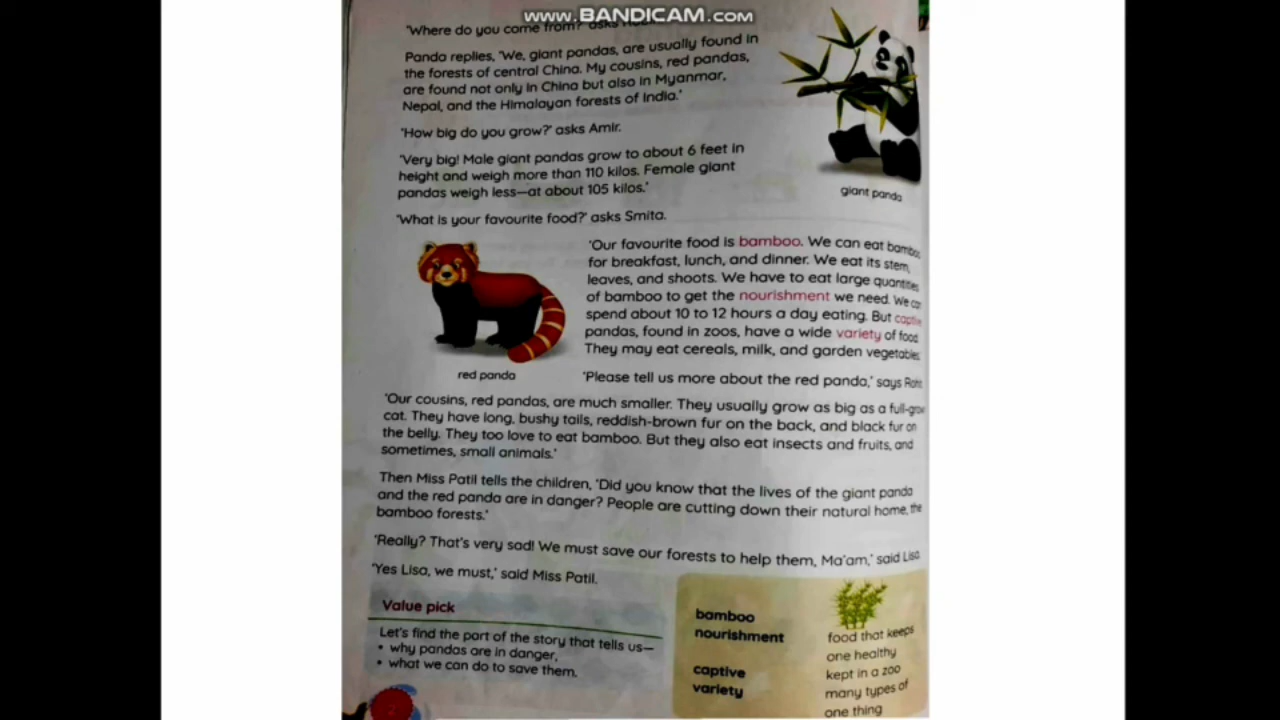 www.BANDICAM.com
'Where do you come from?' asks
Panda replies, 'We, giant pandas, are usually found in
the forests of central China. My cousins, red pandas,
are found not only in China but also in Myanmar,
Nepal, and the Himalayan forests of India.'
'How big do you grow?' asks Amir.
'Very big! Male giant pandas grow to about 6 feet in
height and weigh more than 110 kilos. Female giant
pandas weigh less—at about 105 kilos.'
giant panda
'What is your favourite food?' asks Smita.
'Our favourite food is bamboo. We can eat bamboo
for breakfast, lunch, and dinner. We eat its stem,
leaves, and shoots. We have to eat large quantities
of bamboo to get the nourishment we need. We can
spend about 10 to 12 hours a day eating. But captive
pandas, found in zoos, have a wide variety of food.
They may eat cereals, milk, and garden vegetables.
red panda
'Please tell us more about the red panda,' says
'Our cousins, red pandas, are much smaller. They usually grow as big as a full-grown
cat. They have long, bushy tails, reddish-brown fur on the back, and black fur on
the belly. They too love to eat bamboo. But they also eat insects and fruits, and
sometimes, small animals.'
Then Miss Patil tells the children, 'Did you know that the lives of the giant panda
and the red panda are in danger? People are cutting down their natural home, the
bamboo forests.'
'Really? That's very sad! We must save our forests to help them, Ma'am,' said Lisa.
'Yes Lisa, we must,' said Miss Patil.
Value pick
Let's find the part of the story that tells us—
• why pandas are in danger,
• what we can do to save them.
bamboo
nourishment food that keeps
one healthy
captive kept in a zoo
variety many types of
one thing